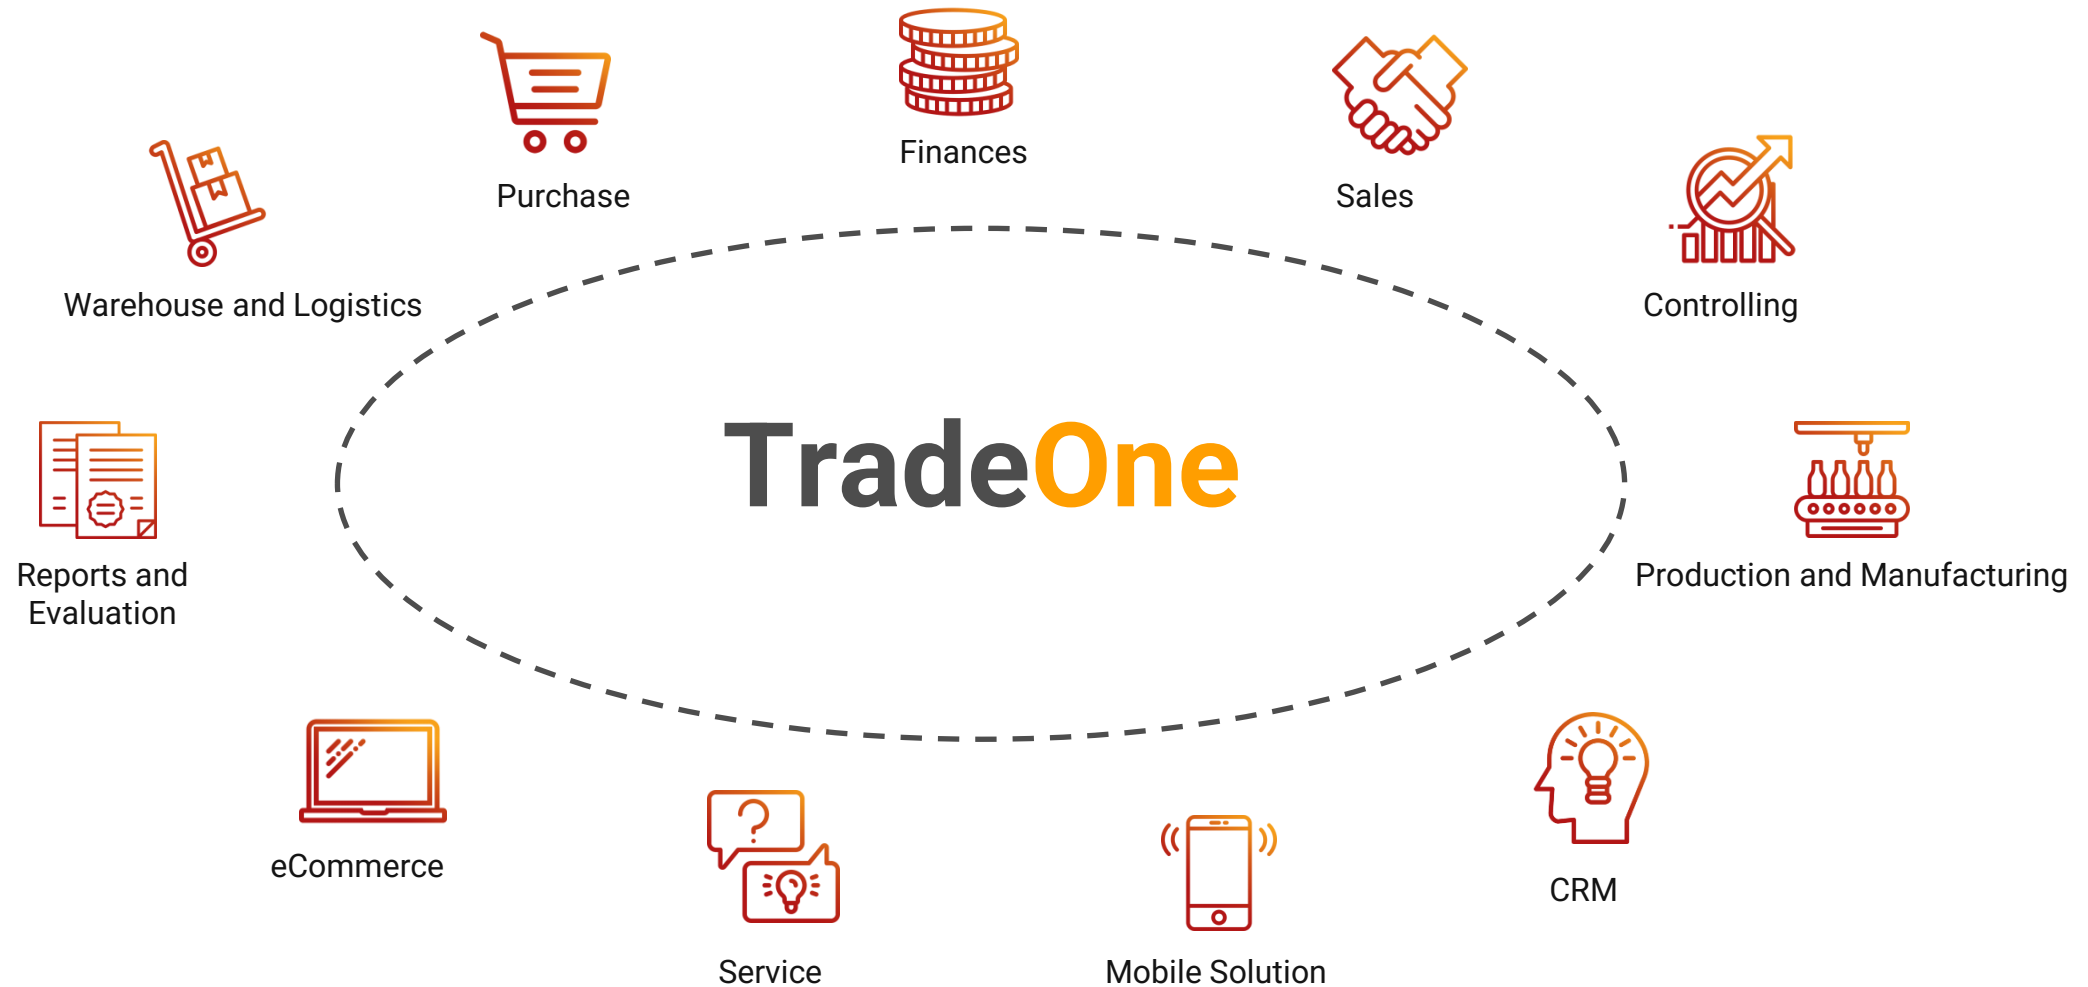 Finances
Purchase
Sales
Warehouse and Logistics
Controlling
TradeOne
Reports and
Evaluation
Production and Manufacturing
eCommerce
CRM
Service
Mobile Solution